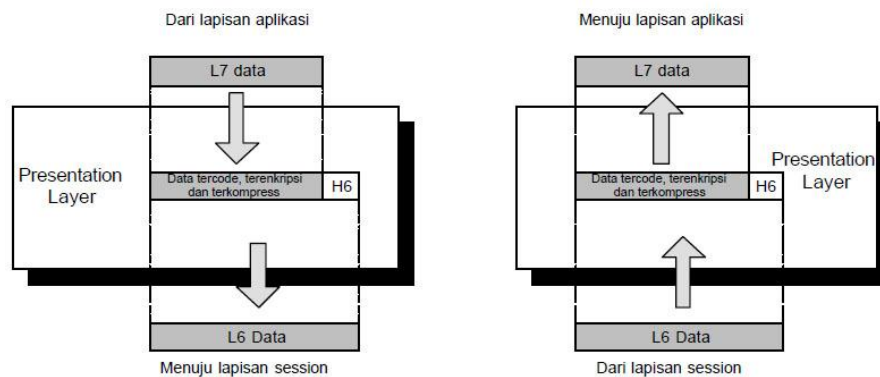 Dari lapisan aplikasi
L7 data
Presentation
Layer
Data tercode, terenkripsi
dan terkompress
H6
L6 Data
Menuju lapisan session
Menuju lapisan aplikasi
L7 data
Presentation
Layer
Data tercode, terenkripsi
dan terkompress
H6
L6 Data
Dari lapisan session